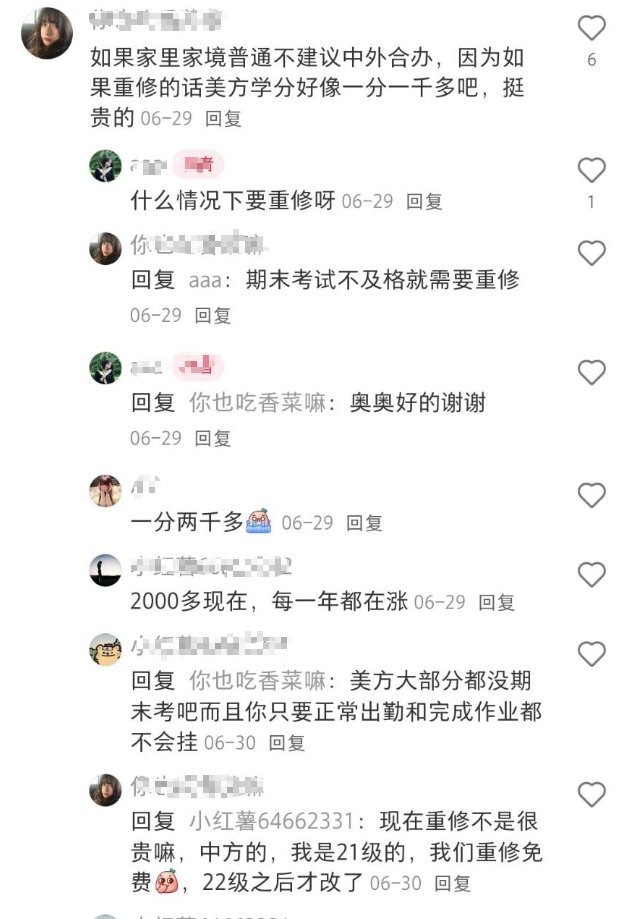 如果家里家境普通不建议中外合办，因为如
果重修的话美方学分好像一分一千多吧，挺
贵的 06-29 回复
6
什么情况下要重修呀 06-29 回复
1
回复 aaa：期末考试不及格就需要重修
06-29 回复
回复 你也吃香菜嘛：奥奥好的谢谢
06-29 回复
一分两千多 06-29 回复
2000多现在，每一年都在涨 06-29 回复
回复 你也吃香菜嘛：美方大部分都没期
末考吧而且你只要正常出勤和完成作业都
不会挂 06-30 回复
回复 小红薯64662331：现在重修不是很
贵嘛，中方的，我是21级的，我们重修免
费，22级之后才改了 06-30 回复